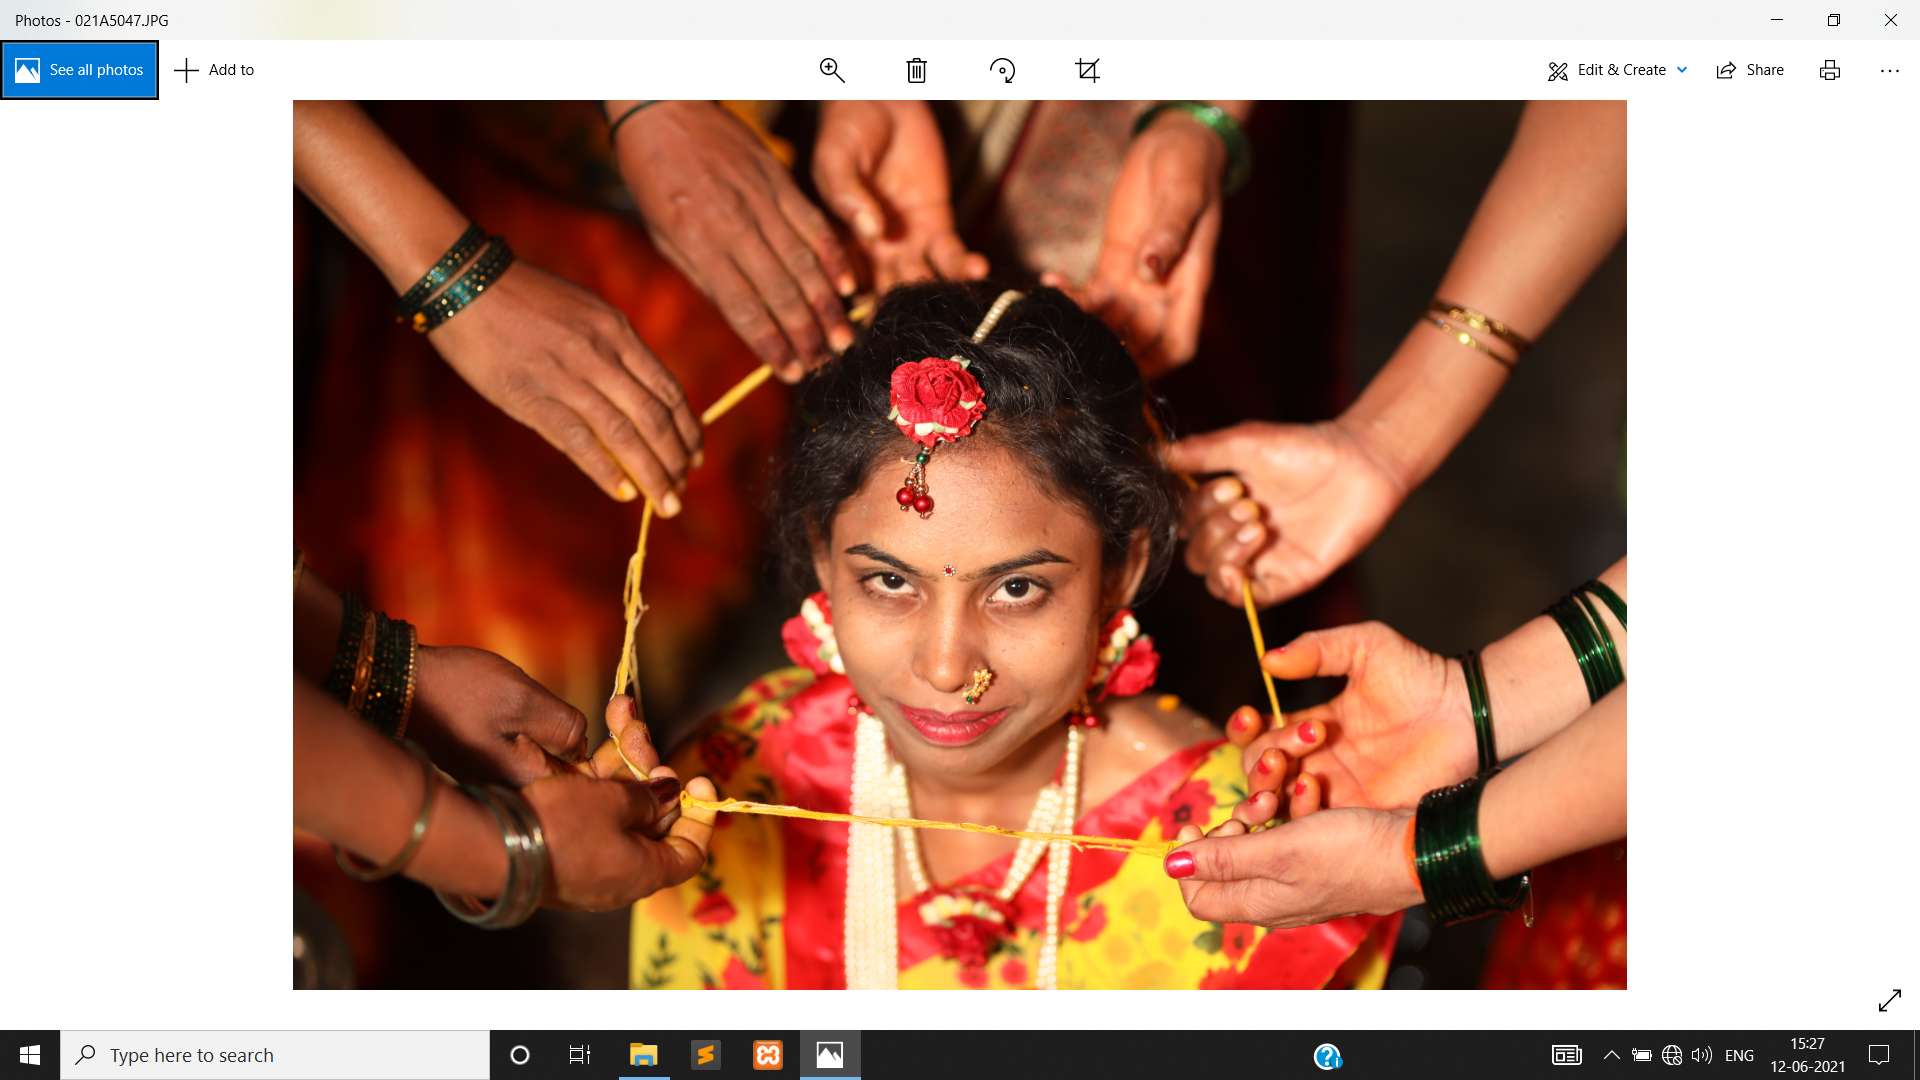 Photos - 021A5047.JPG
See all photos
Add to
Edit & Create
Share
Type here to search
ENG
15:27
12-06-2021